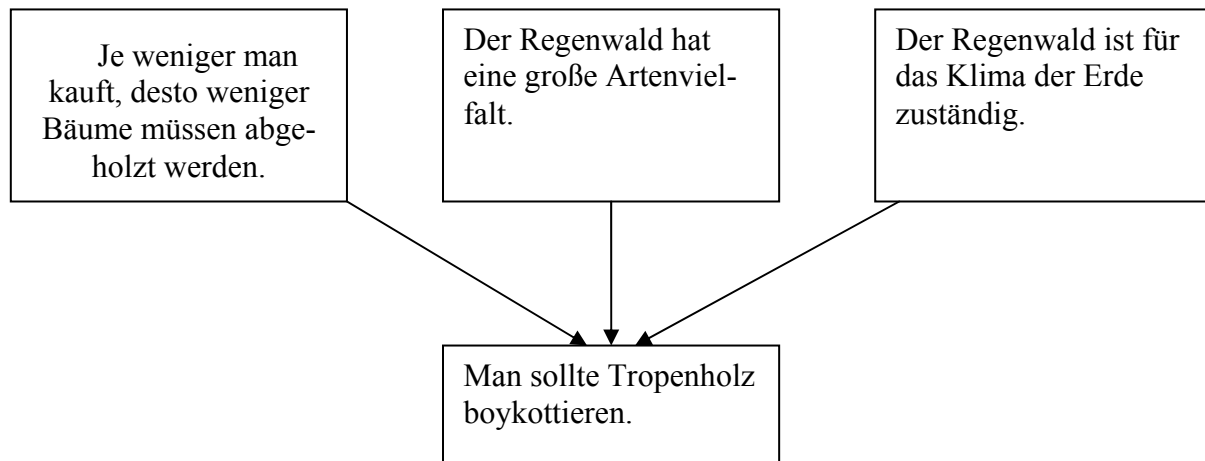 Je weniger man
kauft, desto weniger
Bäume müssen abge-
holzt werden.
Der Regenwald hat
eine große Artenviel-
falt.
Der Regenwald ist für
das Klima der Erde
zuständig.
Man sollte Tropenholz
boykottieren.